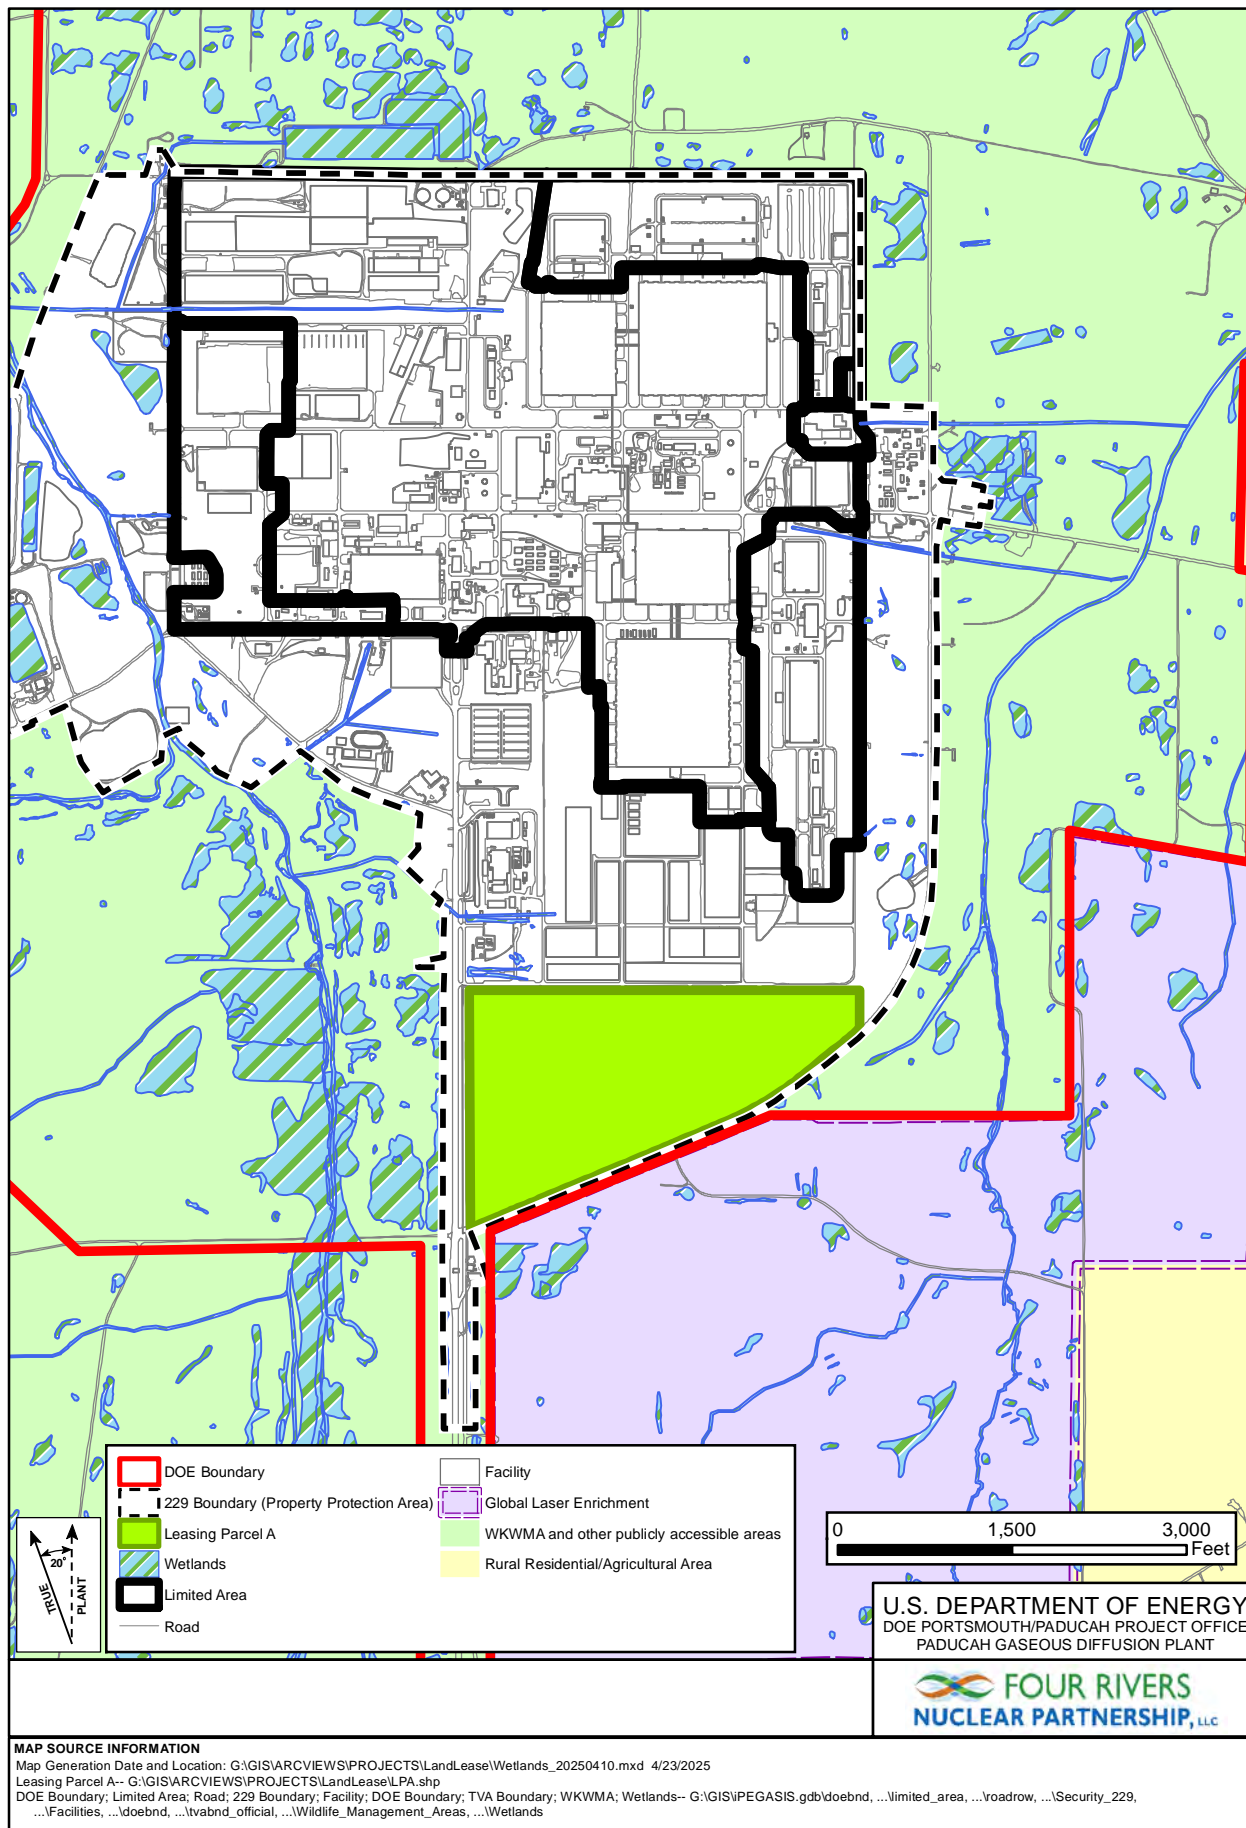 DOE Boundary
229 Boundary (Property Protection Area)
Leasing Parcel A
Wetlands
Limited Area
Road
Facility
Global Laser Enrichment
WKWMA and other publicly accessible areas
Rural Residential/Agricultural Area
20°
TRUE
PLANT
0 1,500 3,000
Feet
U.S. DEPARTMENT OF ENERGY
DOE PORTSMOUTH/PADUCAH PROJECT OFFICE
PADUCAH GASEOUS DIFFUSION PLANT
FOUR RIVERS
NUCLEAR PARTNERSHIP, LLC
MAP SOURCE INFORMATION
Map Generation Date and Location: G:\GIS\ARCVIEWS\PROJECTS\LandLease\Wetlands_20250410.mxd 4/23/2025
Leasing Parcel A-- G:\GIS\ARCVIEWS\PROJECTS\LandLease\LPA.shp
DOE Boundary; Limited Area; Road; 229 Boundary; Facility; DOE Boundary; TVA Boundary; WKWMA; Wetlands-- G:\GIS\PEGASIS.gdb\doebnd, ...\limited_area, ...\roadrow, ...\Security_229,
...\Facilities, ...\doebnd, ...\tvabnd_official, ...\Wildlife_Management_Areas, ...\Wetlands